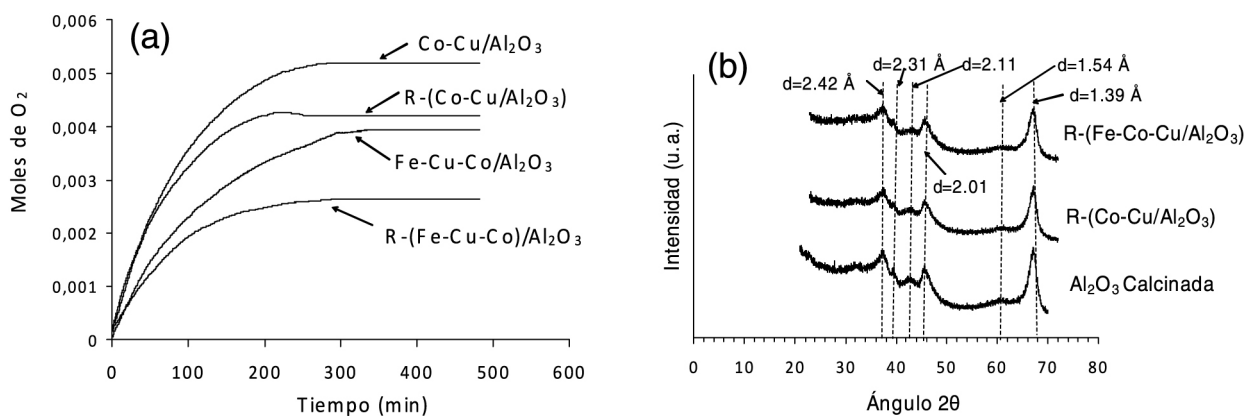 (a)
Moles de O₂
0,006
0,005
0,004
0,003
0,002
0,001
0
Co-Cu/Al₂O₃
R-(Co-Cu/Al₂O₃)
Fe-Cu-Co/Al₂O₃
R-(Fe-Cu-Co)/Al₂O₃
0 100 200 300 400 500 600
Tiempo (min)
(b)
Intensidad (u. a.)
d=2.42 Å
d=2.31 Å
d=2.11
d=1.54 Å
d=1.39 Å
d=2.01
R-(Fe-Co-Cu/Al₂O₃)
R-(Co-Cu/Al₂O₃)
Al₂O₃ Calcinada
0 10 20 30 40 50 60 70 80
Ángulo 2θ